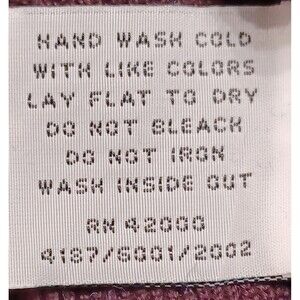 HAND WASH COLD
WITH LIKE COLORS
LAY FLAT TO DRY
DO NOT BLEACH
DO NOT IRON
WASH INSIDE OUT
RN 42000
4187/6001/2002